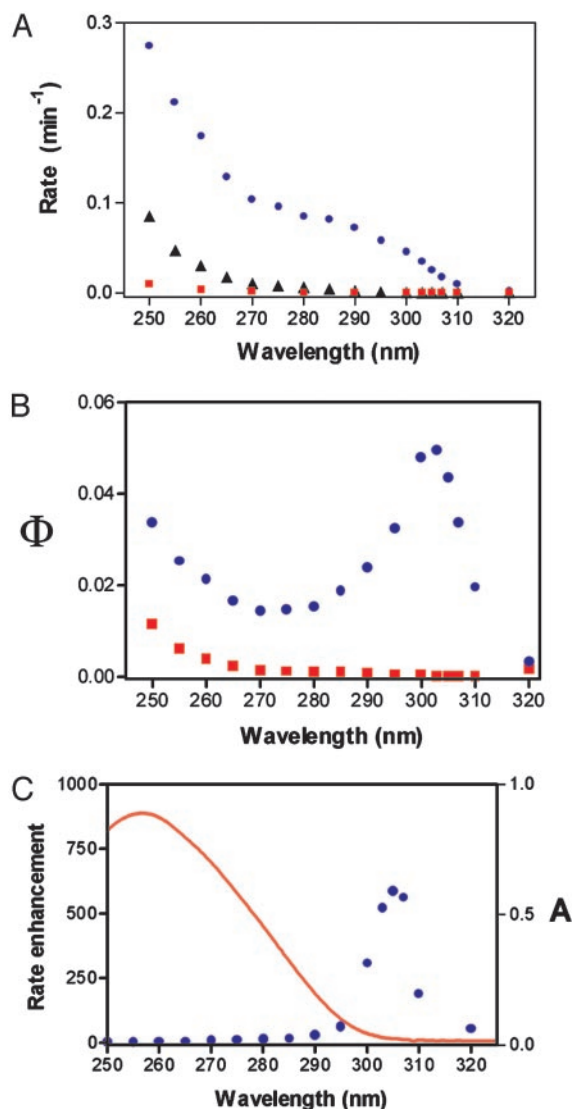 A
Rate (min⁻¹)
0.3
0.2
0.1
0.0
250 260 270 280 290 300 310 320
Wavelength (nm)
B
Φ
0.06
0.04
0.02
0.00
250 260 270 280 290 300 310 320
Wavelength (nm)
C
Rate enhancement
1000
750
500
250
0
1.0
0.5
0.0
A
250 260 270 280 290 300 310 320
Wavelength (nm)